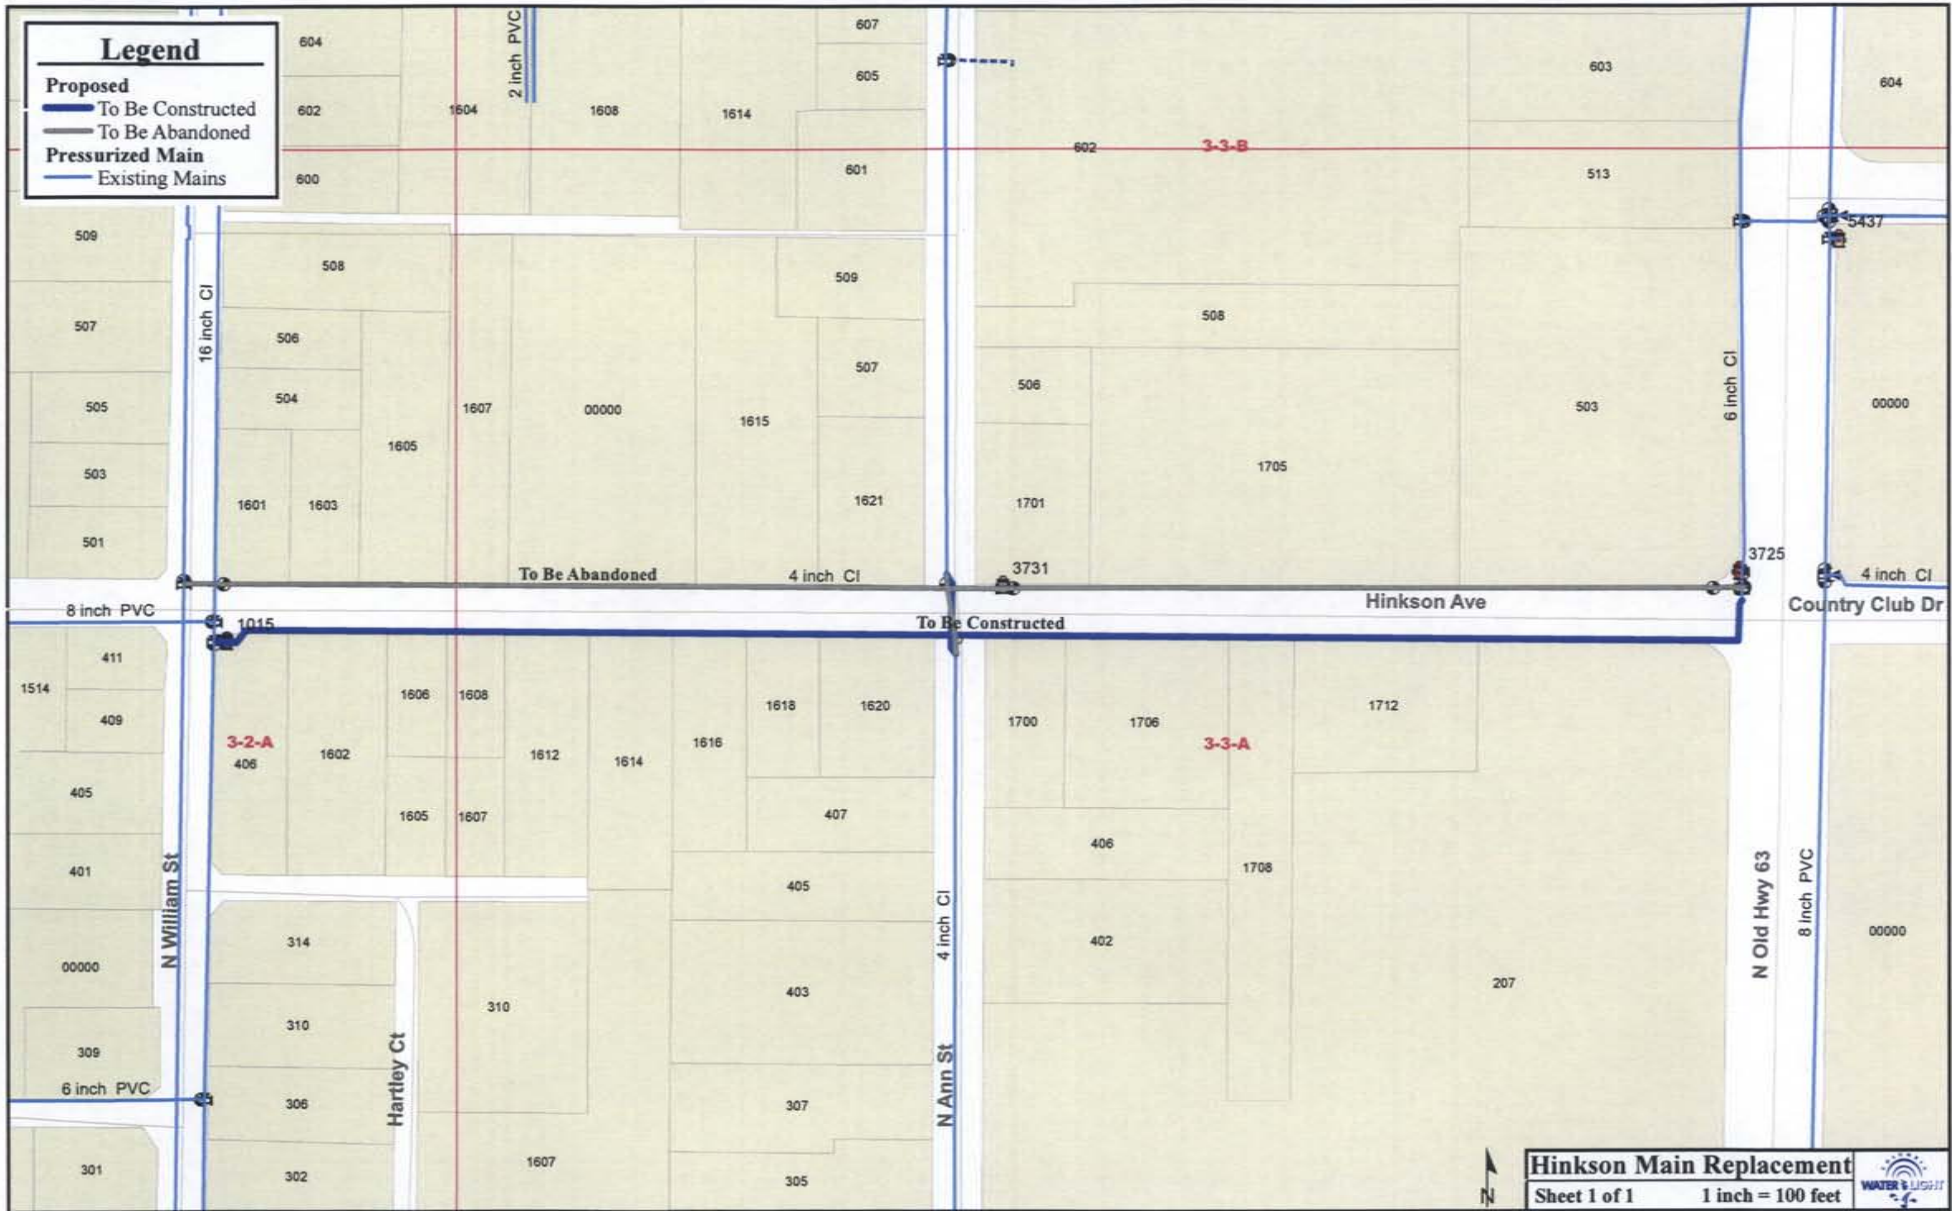 Legend
Proposed
To Be Constructed
To Be Abandoned
Pressurized Main
Existing Mains
604
602
600
1604
2 inch PVC
1608
1614
607
605
601
602
3-3-B
603
513
604
5437
509
507
505
503
501
16 inch CI
508
506
504
1601
1603
1605
1607
00000
1615
509
507
1621
508
506
1701
1705
503
6 inch CI
00000
3731
3725
To Be Abandoned
4 inch CI
4 inch CI
Hinkson Ave
Country Club Dr
8 inch PVC
1015
To Be Constructed
411
1514
409
405
401
00000
309
6 inch PVC
301
N William St
3-2-A
406
1602
1606
1608
1605
1607
1612
1614
1616
1618
1620
407
405
403
307
305
314
310
306
302
Hartley Ct
310
1607
4 inch CI
N Ann St
1700
1706
3-3-A
1712
406
1708
402
207
N Old Hwy 63
8 inch PVC
00000
N
Hinkson Main Replacement
Sheet 1 of 1
1 inch = 100 feet
WATER & LIGHT